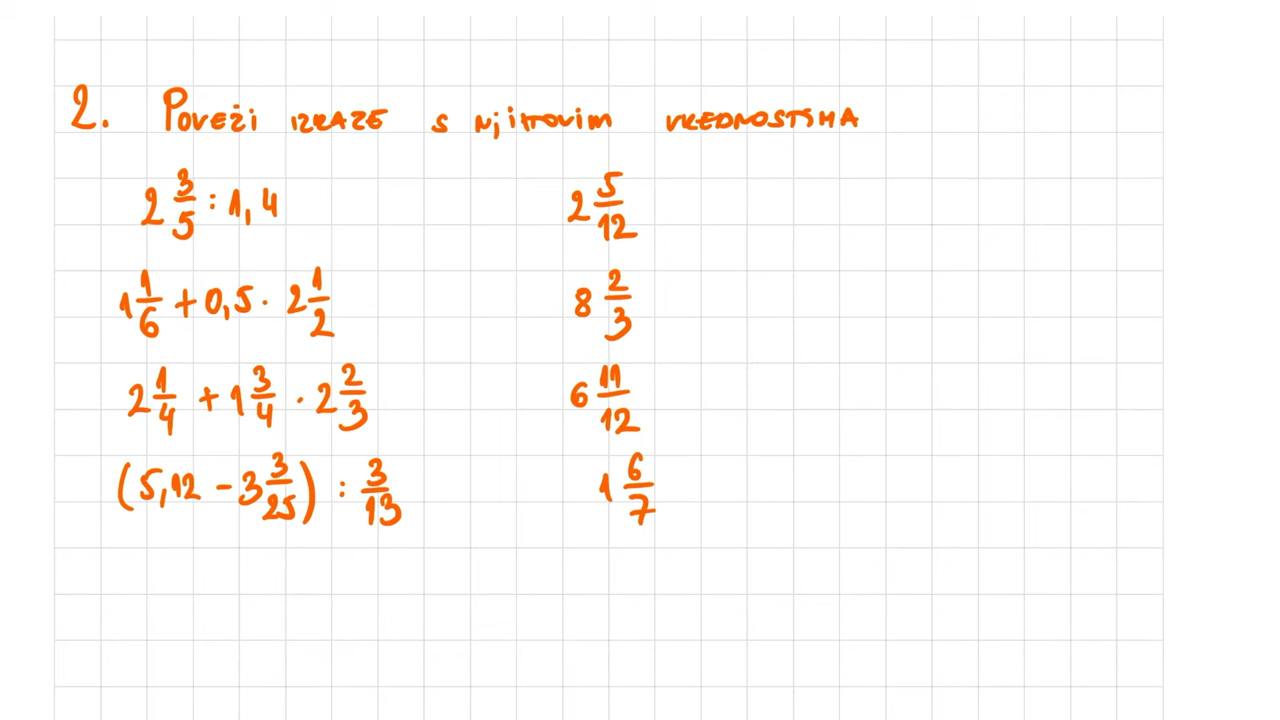 2. Poveži izraze s njihovim vrednostima
2 3/5 : 1,4    2 5/12
1 1/6 + 0,5 · 2 1/2    8 2/3
2 1/4 + 1 3/4 · 2 2/3    6 11/12
(5,12 - 3 3/25) : 3/13    1 6/7